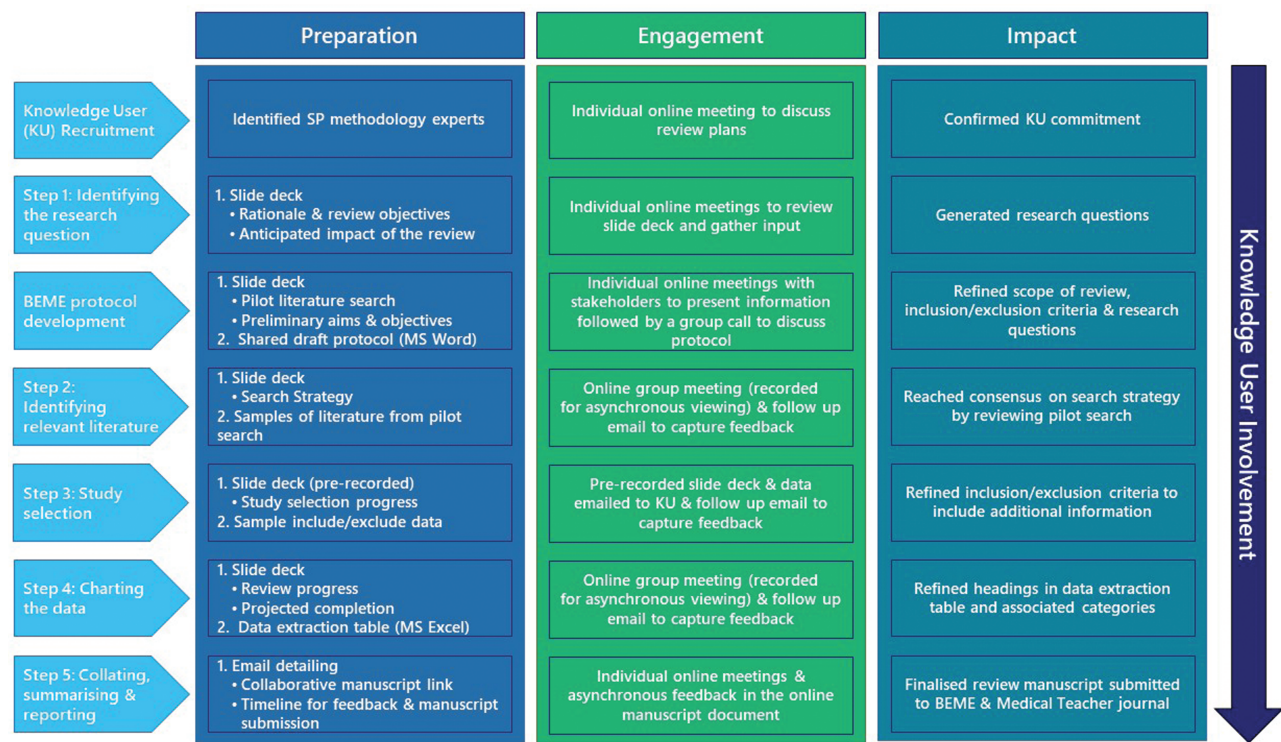 Preparation
Engagement
Impact
Knowledge User
(KU) Recruitment
Identified SP methodology experts
Individual online meeting to discuss
review plans
Confirmed KU commitment
Step 1: Identifying
the research
question
1. Slide deck
• Rationale & review objectives
• Anticipated impact of the review
Individual online meetings to review
slide deck and gather input
Generated research questions
BEME protocol
development
1. Slide deck
• Pilot literature search
• Preliminary aims & objectives
2. Shared draft protocol (MS Word)
Individual online meetings with
stakeholders to present information
followed by a group call to discuss
protocol
Refined scope of review,
inclusion/exclusion criteria & research
questions
Step 2:
Identifying
relevant literature
1. Slide deck
• Search Strategy
2. Samples of literature from pilot
search
Online group meeting (recorded
for asynchronous viewing) & follow up
email to capture feedback
Reached consensus on search strategy
by reviewing pilot search
Step 3: Study
selection
1. Slide deck (pre-recorded)
• Study selection progress
2. Sample include/exclude data
Pre-recorded slide deck & data
emailed to KU & follow up email to
capture feedback
Refined inclusion/exclusion criteria to
include additional information
Step 4: Charting
the data
1. Slide deck
• Review progress
• Projected completion
2. Data extraction table (MS Excel)
Online group meeting (recorded
for asynchronous viewing) & follow up
email to capture feedback
Refined headings in data extraction
table and associated categories
Step 5: Collating,
summarising &
reporting
1. Email detailing
• Collaborative manuscript link
• Timeline for feedback & manuscript
submission
Individual online meetings &
asynchronous feedback in the online
manuscript document
Finalised review manuscript submitted
to BEME & Medical Teacher journal
Knowledge User Involvement